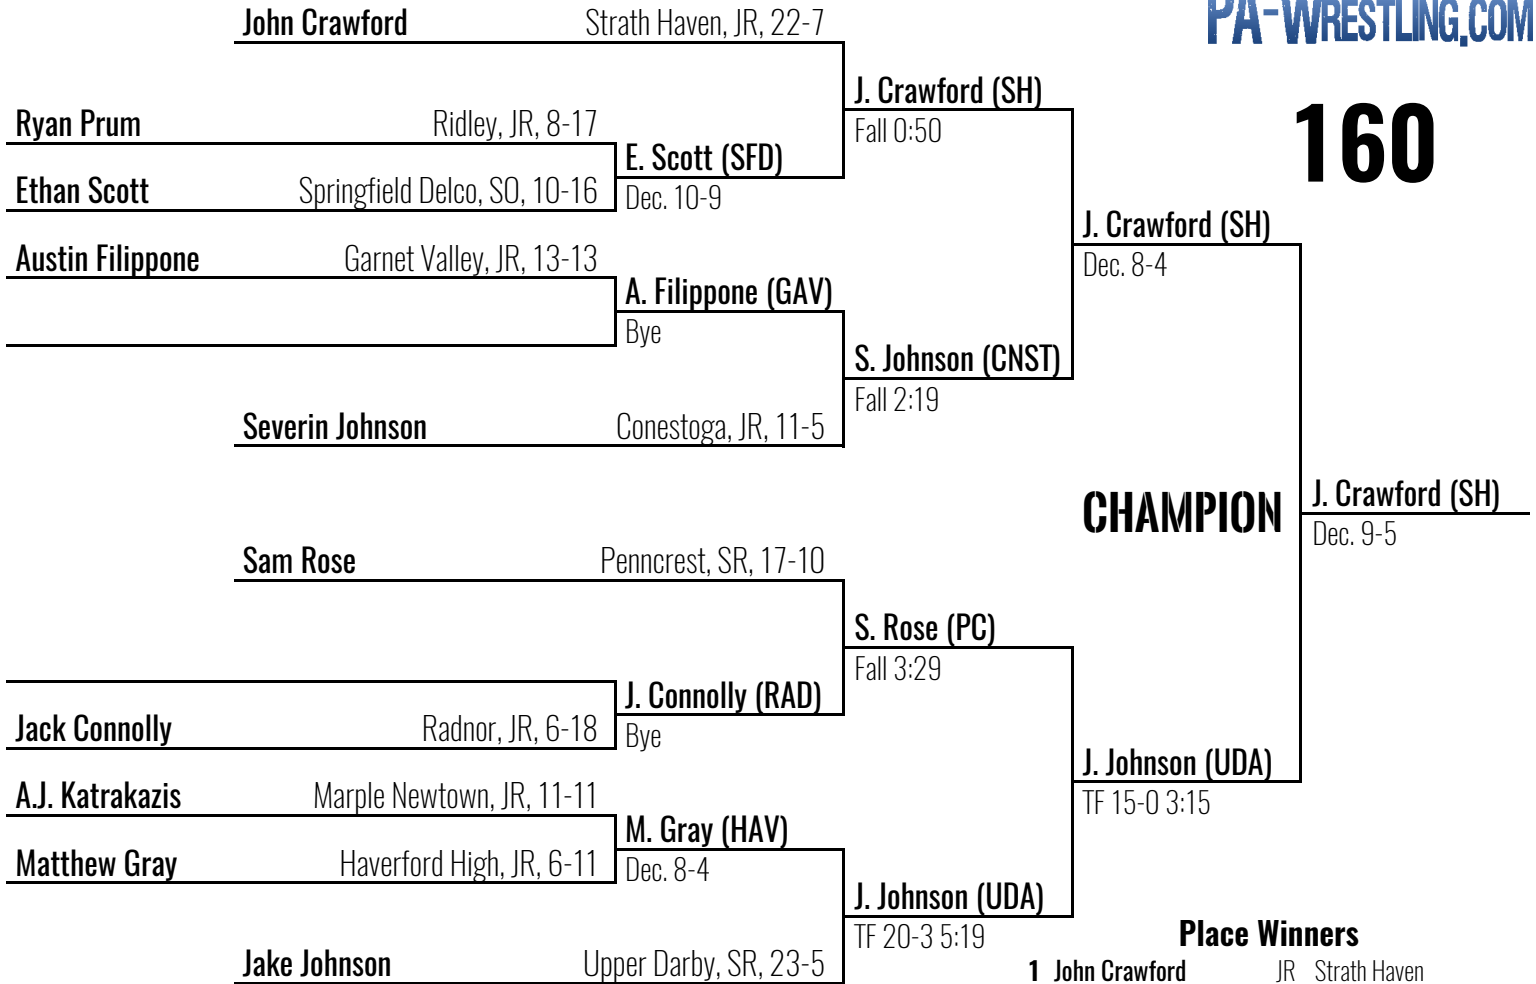 PA-WRESTLING.COM
160
John Crawford Strath Haven, JR, 22-7
Ryan Prum Ridley, JR, 8-17
Ethan Scott Springfield Delco, SO, 10-16
Austin Filippone Garnet Valley, JR, 13-13
Severin Johnson Conestoga, JR, 11-5
Sam Rose Penncrest, SR, 17-10
Jack Connolly Radnor, JR, 6-18
A.J. Katrakazis Marple Newtown, JR, 11-11
Matthew Gray Haverford High, JR, 6-11
Jake Johnson Upper Darby, SR, 23-5
E. Scott (SFD)
Dec. 10-9
A. Filippone (GAV)
Bye
J. Connolly (RAD)
Bye
M. Gray (HAV)
Dec. 8-4
J. Crawford (SH)
Fall 0:50
S. Johnson (CNST)
Fall 2:19
S. Rose (PC)
Fall 3:29
J. Johnson (UDA)
TF 20-3 5:19
J. Crawford (SH)
Dec. 8-4
J. Johnson (UDA)
TF 15-0 3:15
CHAMPION
J. Crawford (SH)
Dec. 9-5
Place Winners
1 John Crawford JR Strath Haven